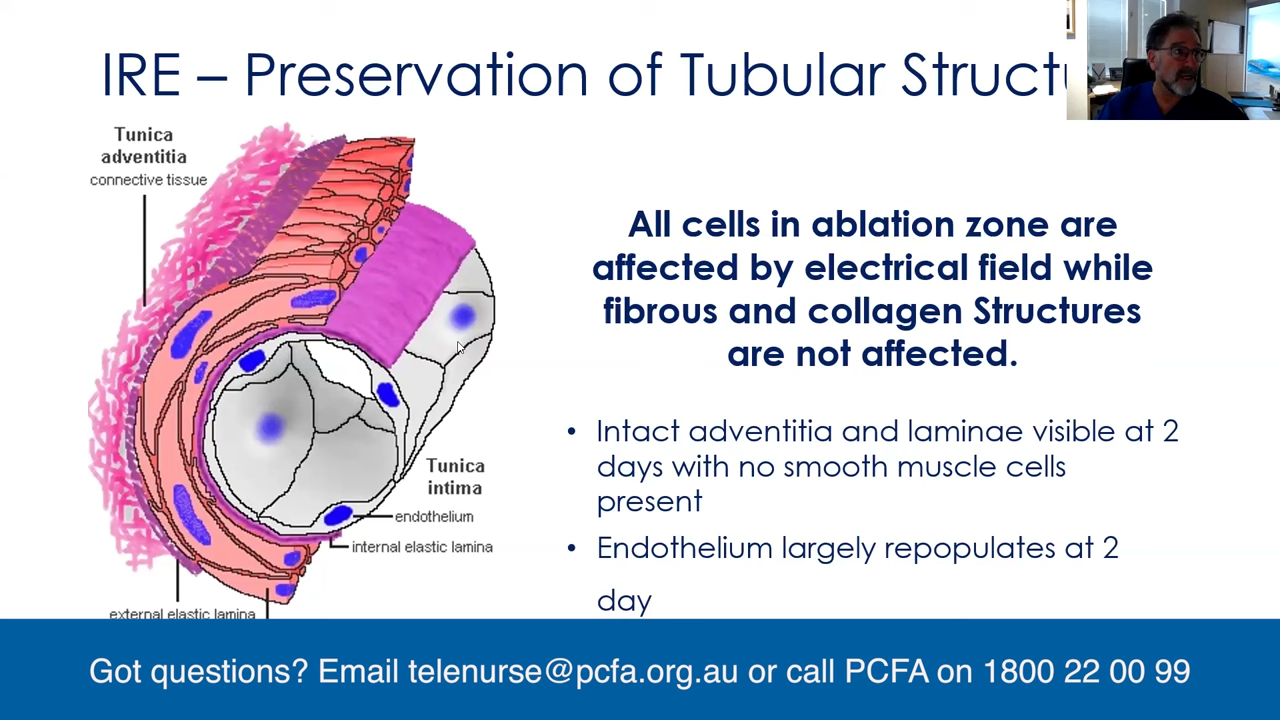 IRE – Preservation of Tubular Struct
Tunica
adventitia
connective tissue
All cells in ablation zone are
affected by electrical field while
fibrous and collagen Structures
are not affected.
• Intact adventitia and laminae visible at 2
days with no smooth muscle cells
present
• Endothelium largely repopulates at 2
day
Tunica
intima
endothelium
internal elastic lamina
external elastic lamina
Got questions? Email telenurse@pcfa.org.au or call PCFA on 1800 22 00 99